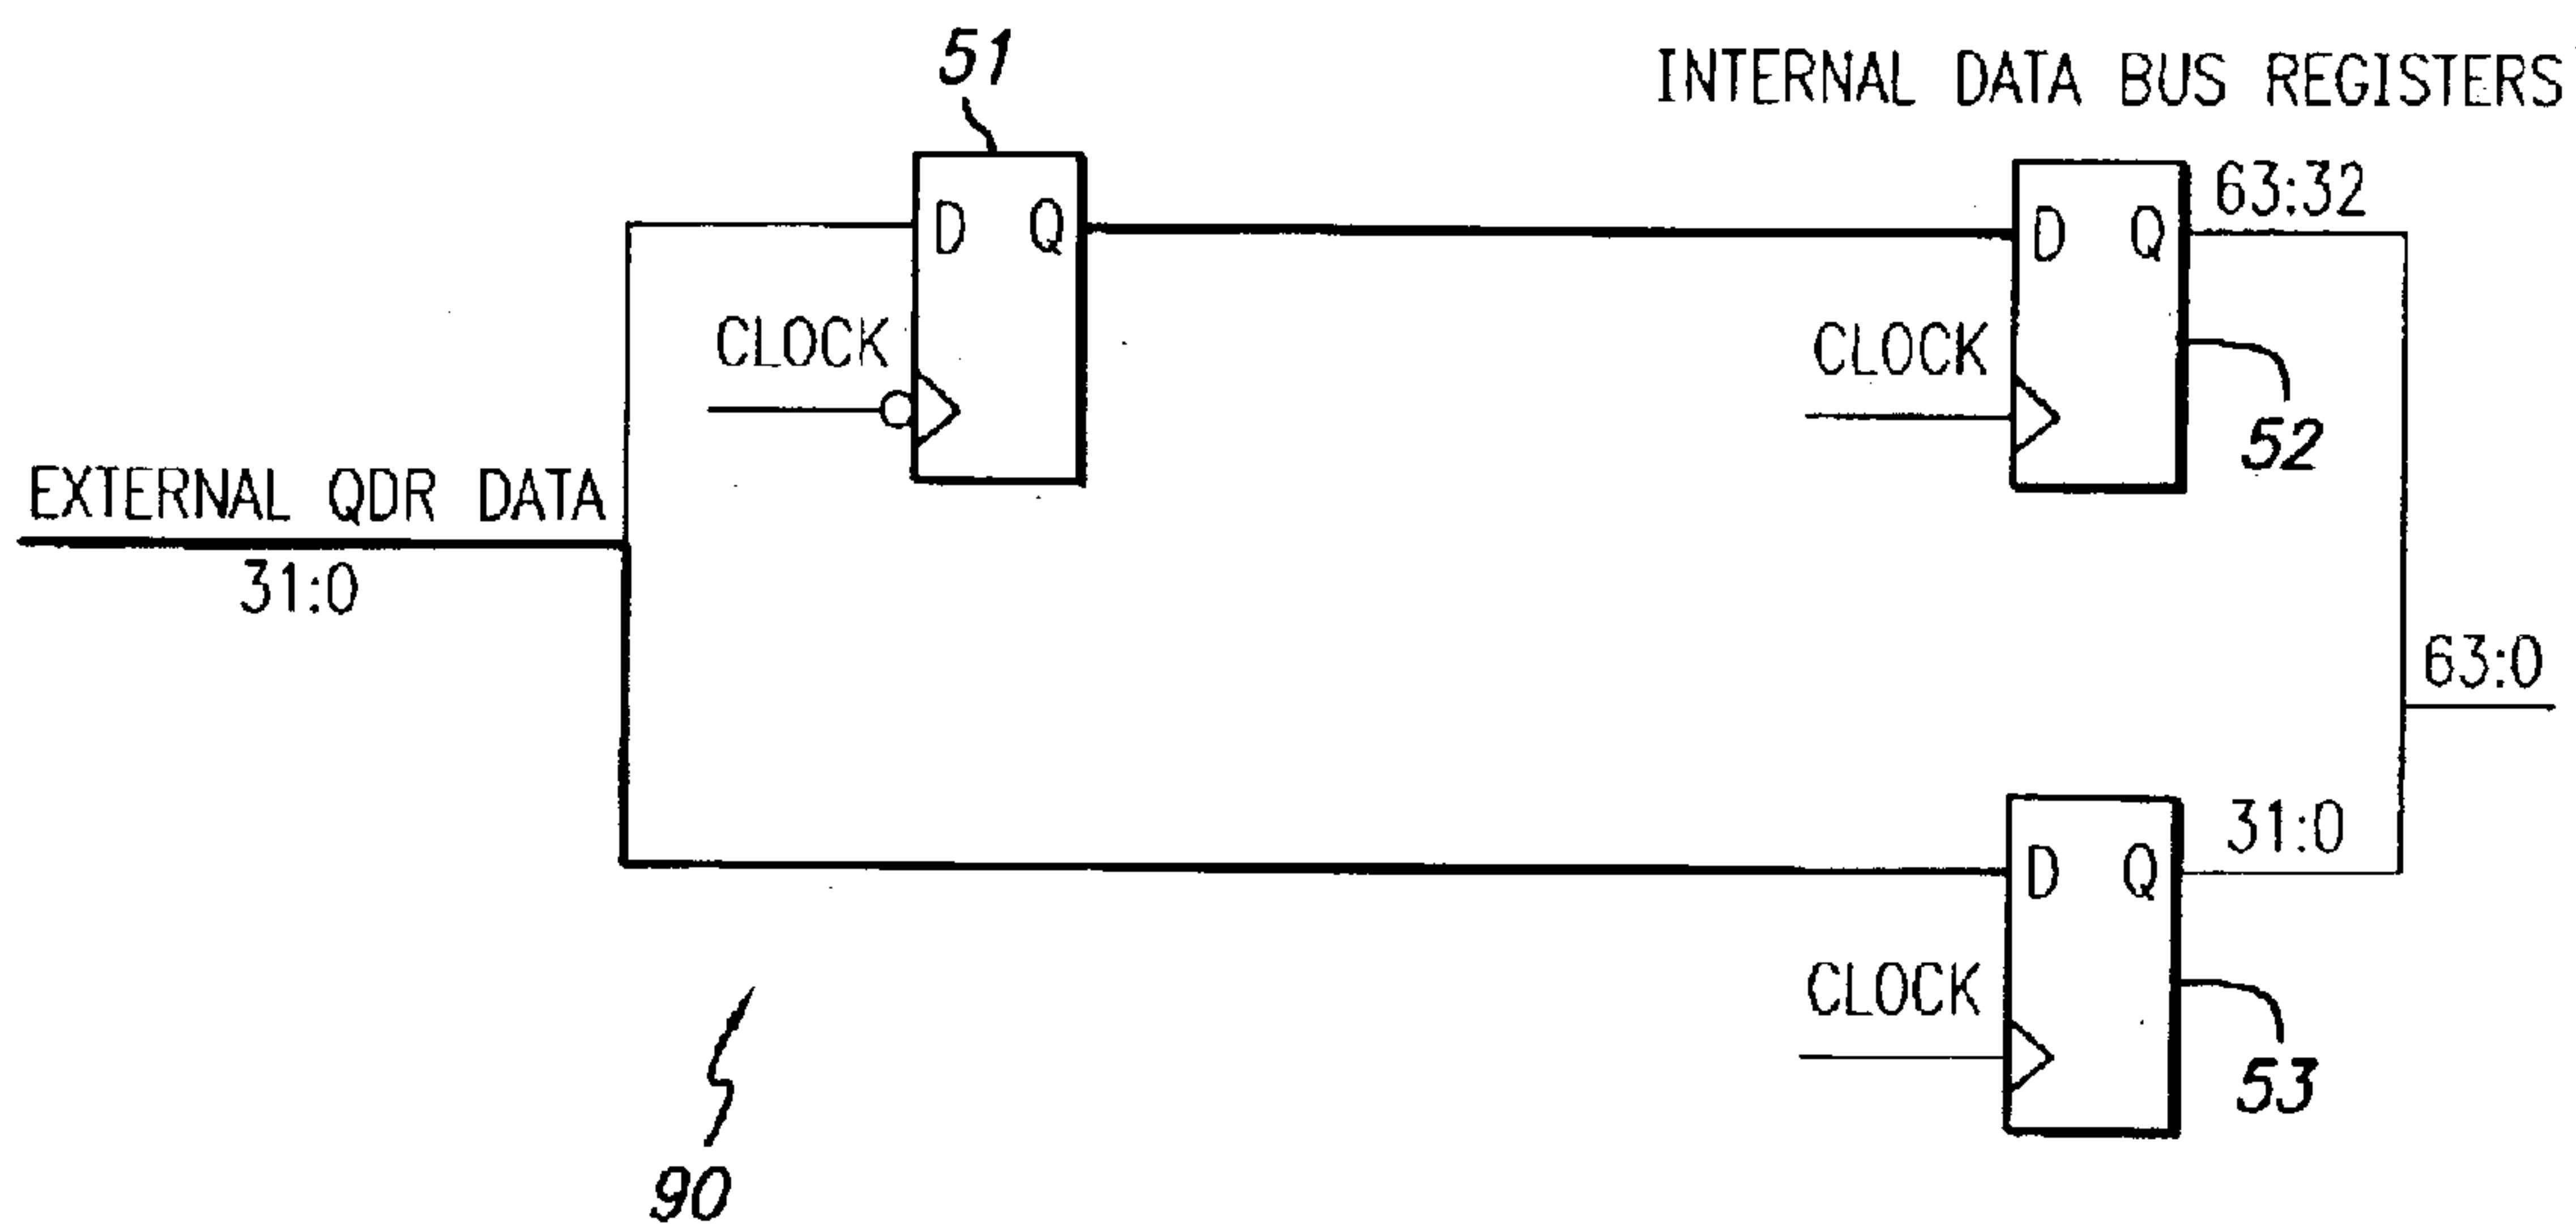 51
INTERNAL DATA BUS REGISTERS
D Q
63:32
D Q
CLOCK
CLOCK
52
EXTERNAL QDR DATA
31:0
63:0
31:0
D Q
CLOCK
53
90